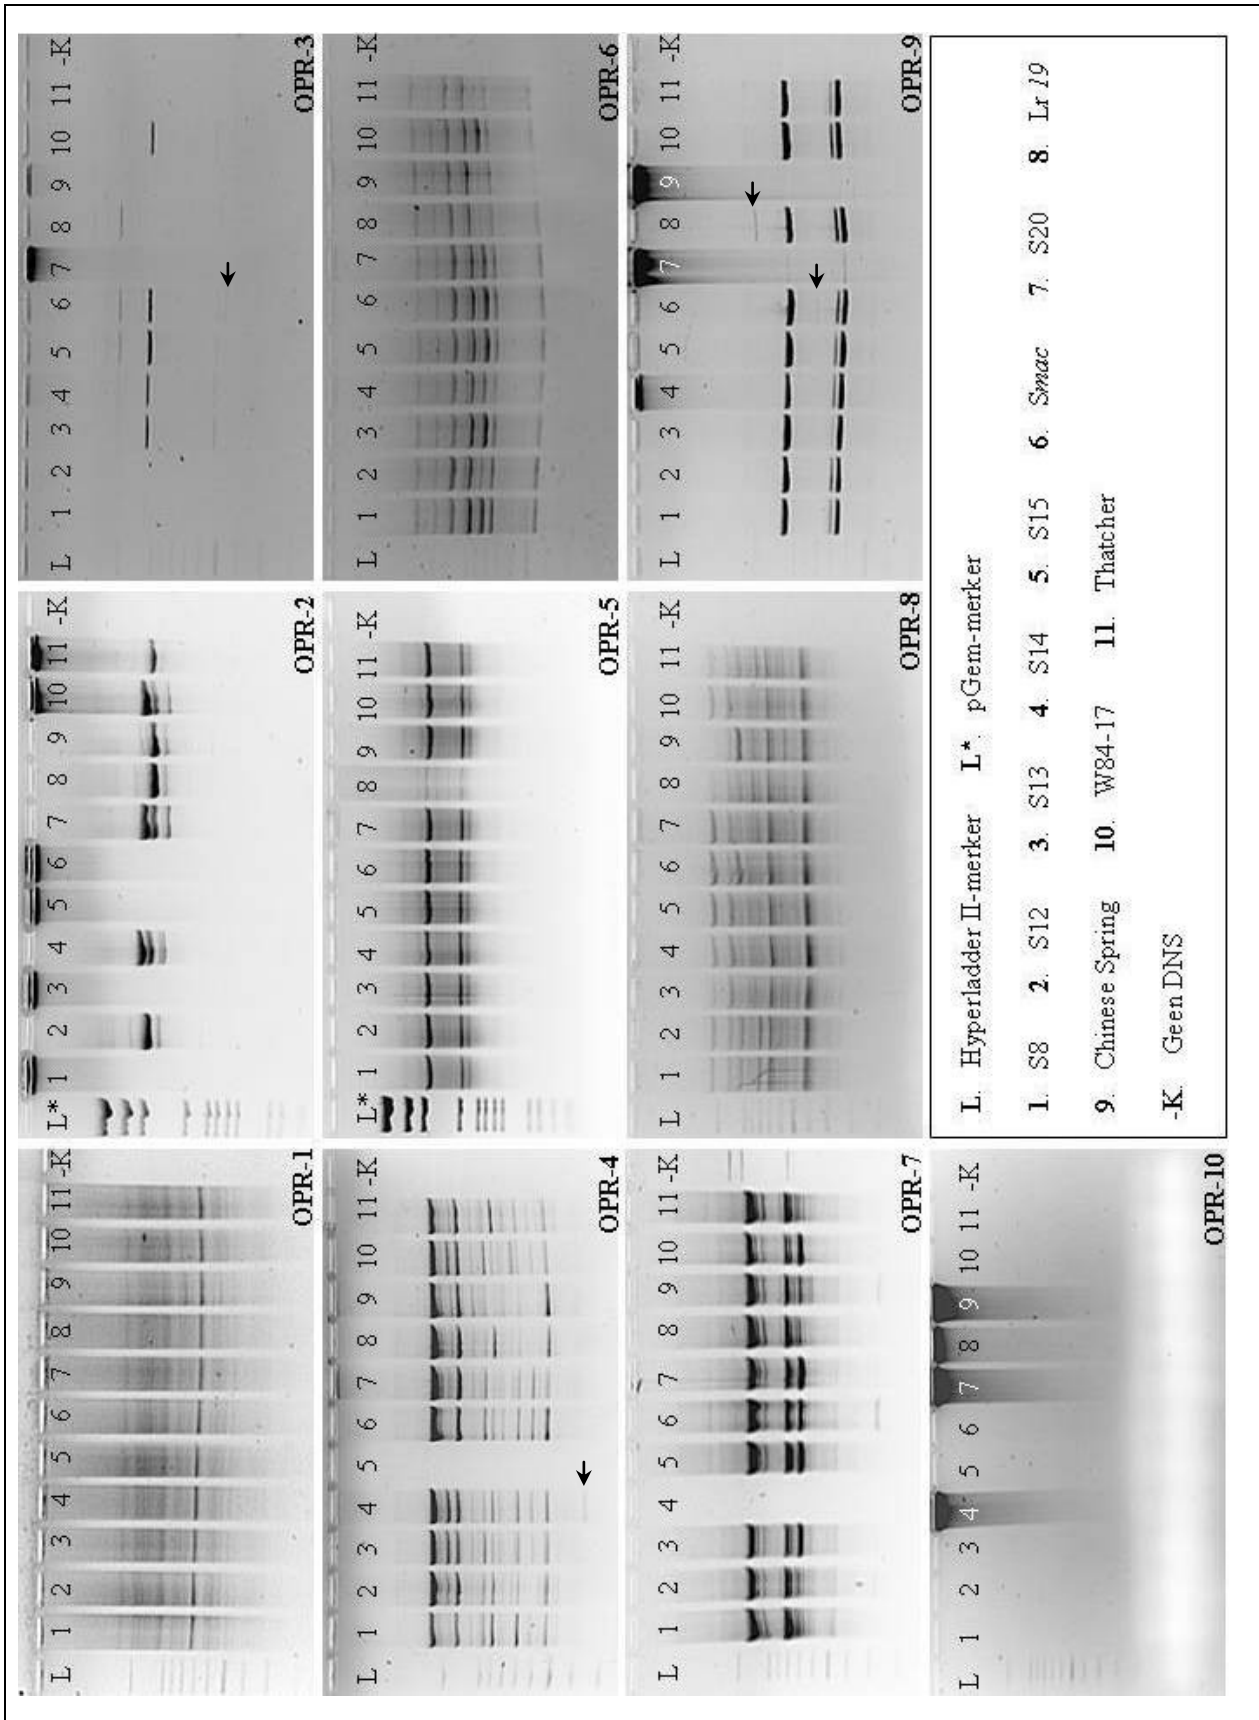 L 1 2 3 4 5 6 7 8 9 10 11 -K
OPR-1
L* 1 2 3 4 5 6 7 8 9 10 11 -K
OPR-2
L 1 2 3 4 5 6 7 8 9 10 11 -K
OPR-3
L 1 2 3 4 5 6 7 8 9 10 11 -K
OPR-4
L* 1 2 3 4 5 6 7 8 9 10 11 -K
OPR-5
L 1 2 3 4 5 6 7 8 9 10 11 -K
OPR-6
L 1 2 3 4 5 6 7 8 9 10 11 -K
OPR-7
L 1 2 3 4 5 6 7 8 9 10 11 -K
OPR-8
L 1 2 3 4 5 6 7 8 9 10 11 -K
OPR-9
L 1 2 3 4 5 6 7 8 9 10 11 -K
OPR-10
L. Hyperladder II-merker L*. pGem-merker
1. S8 2. S12 3. S13 4. S14 5. S15 6. Smac 7. S20 8. Lr 19
9. Chinese Spring 10. W84-17 11. Thatcher
-K. Geen DNS